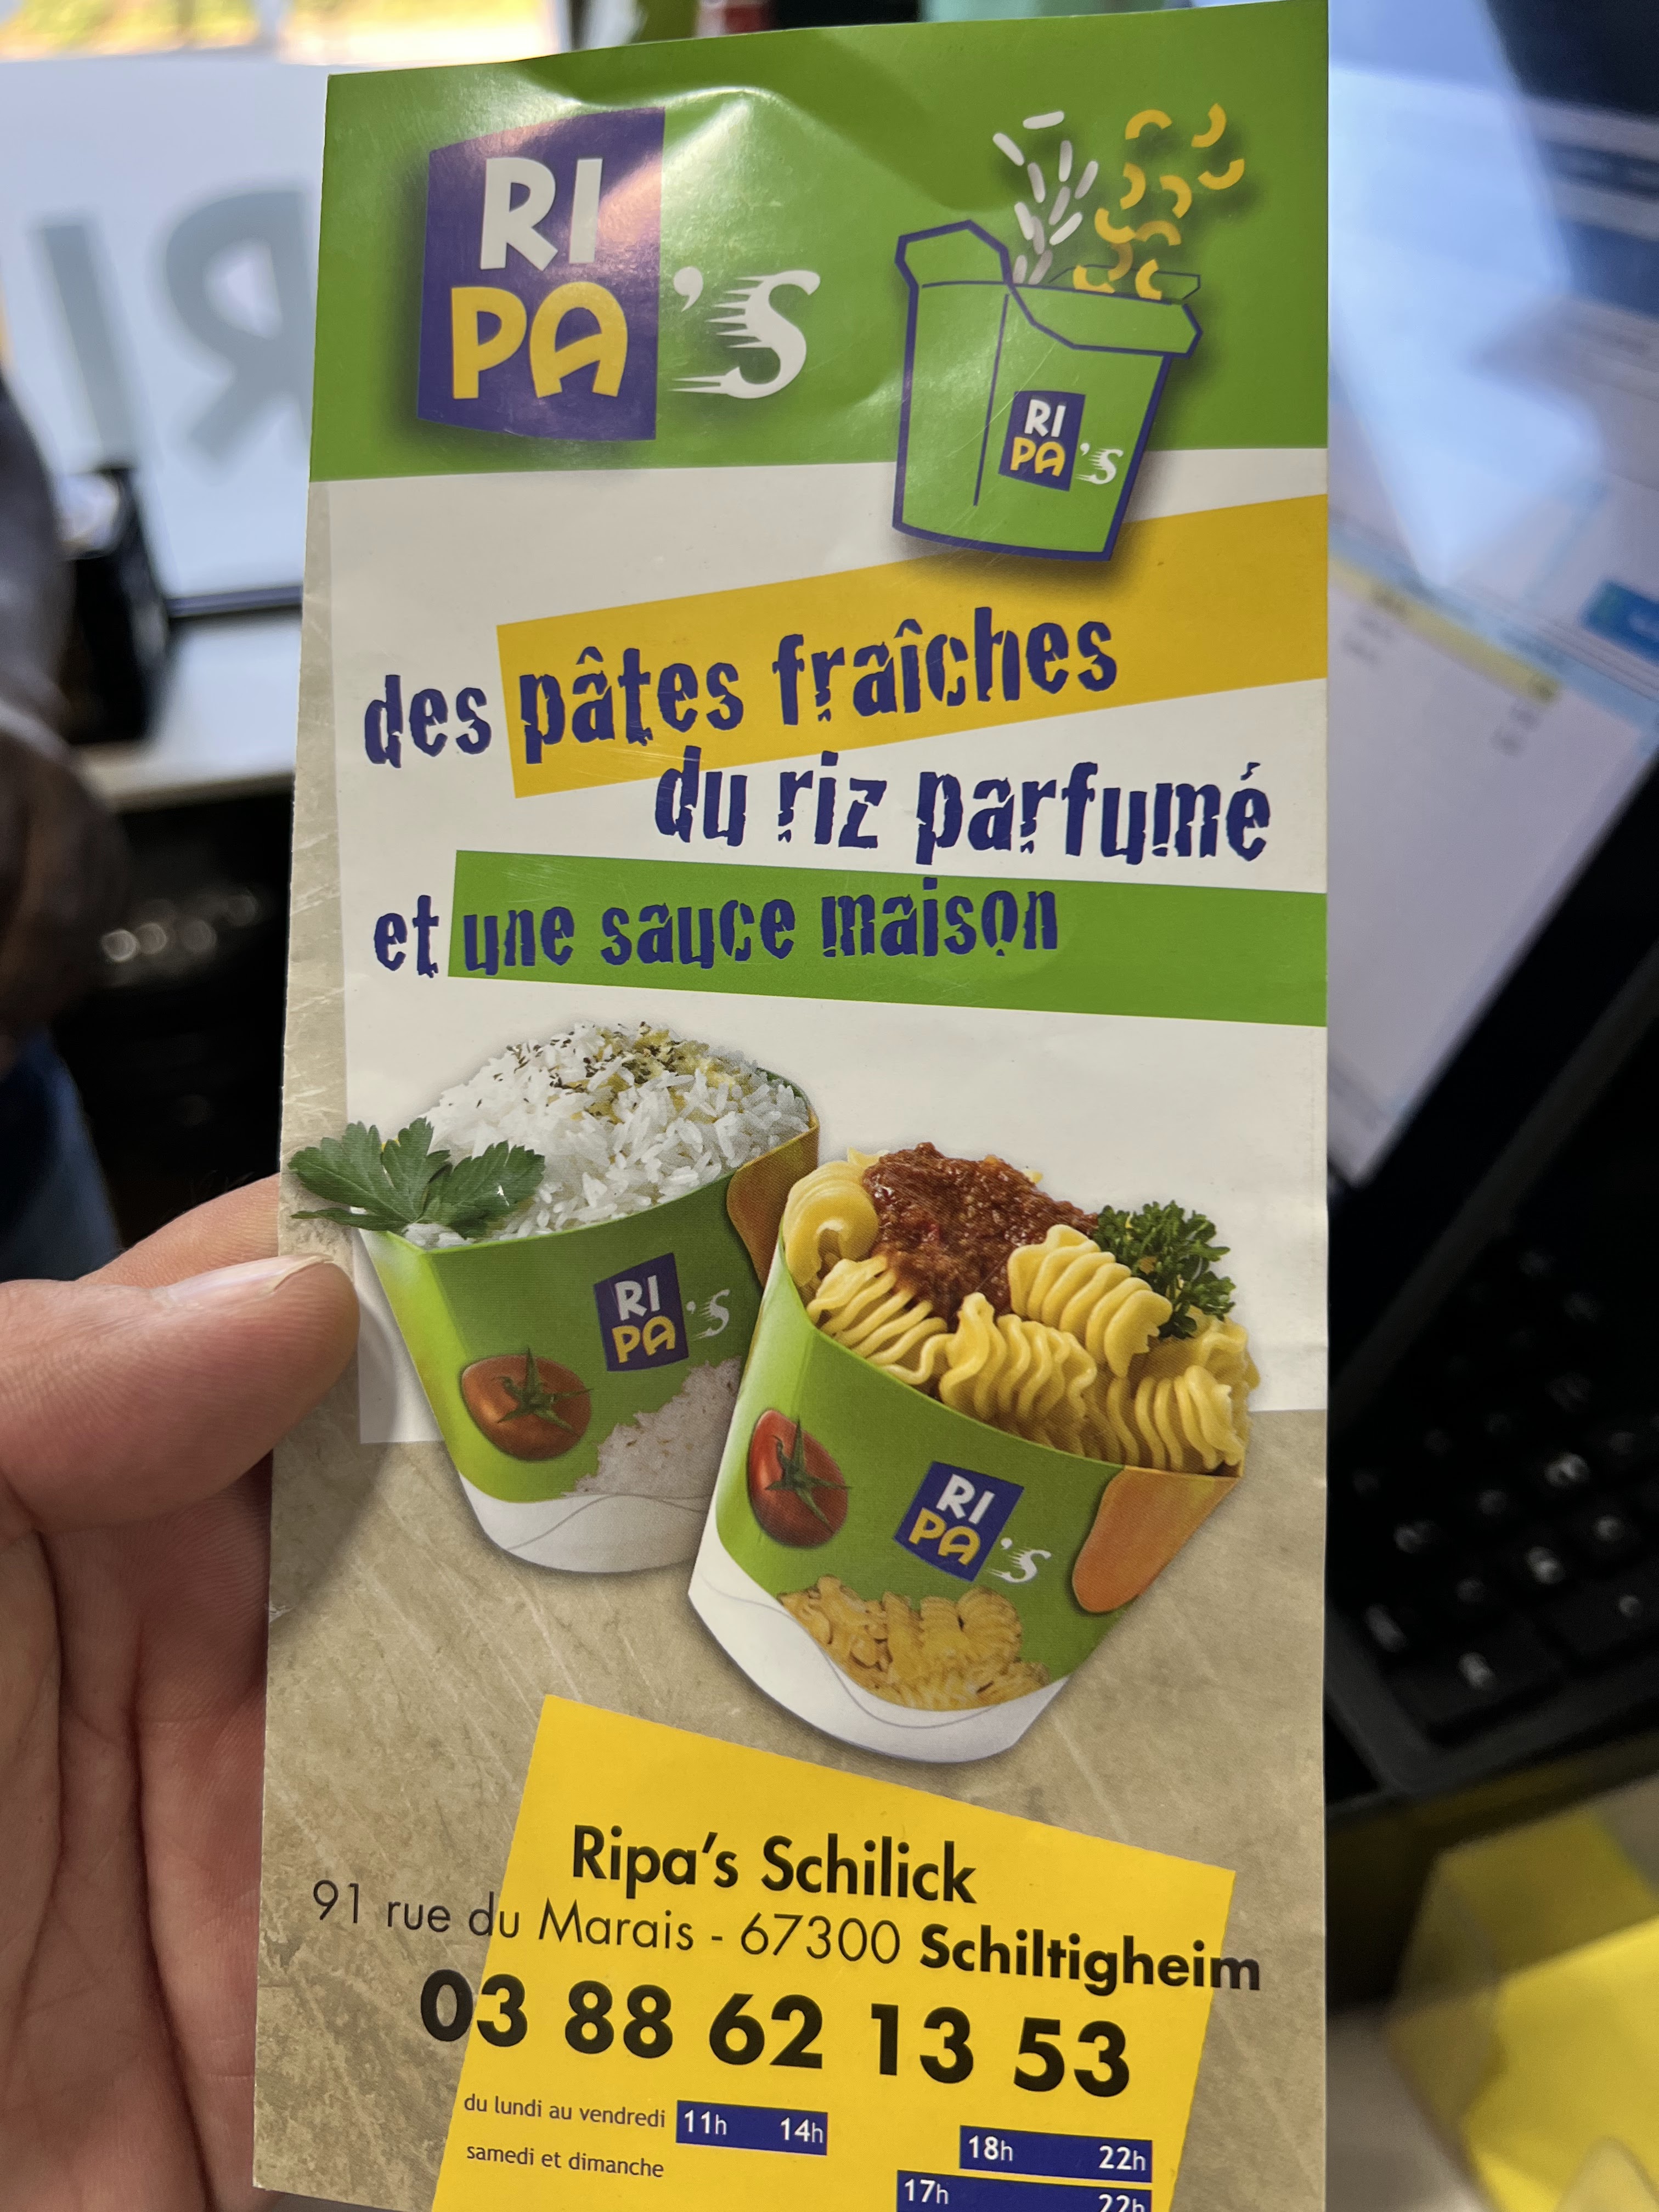 RI
PA'S
RI
PA'S
des pâtes fraîches
du riz parfumé
et une sauce maison
RI
PA'S
RI
PA'S
Ripa's Schilick
91 rue du Marais - 67300 Schiltigheim
03 88 62 13 53
du lundi au vendredi 11h 14h 18h 22h
samedi et dimanche 17h 22h
RI